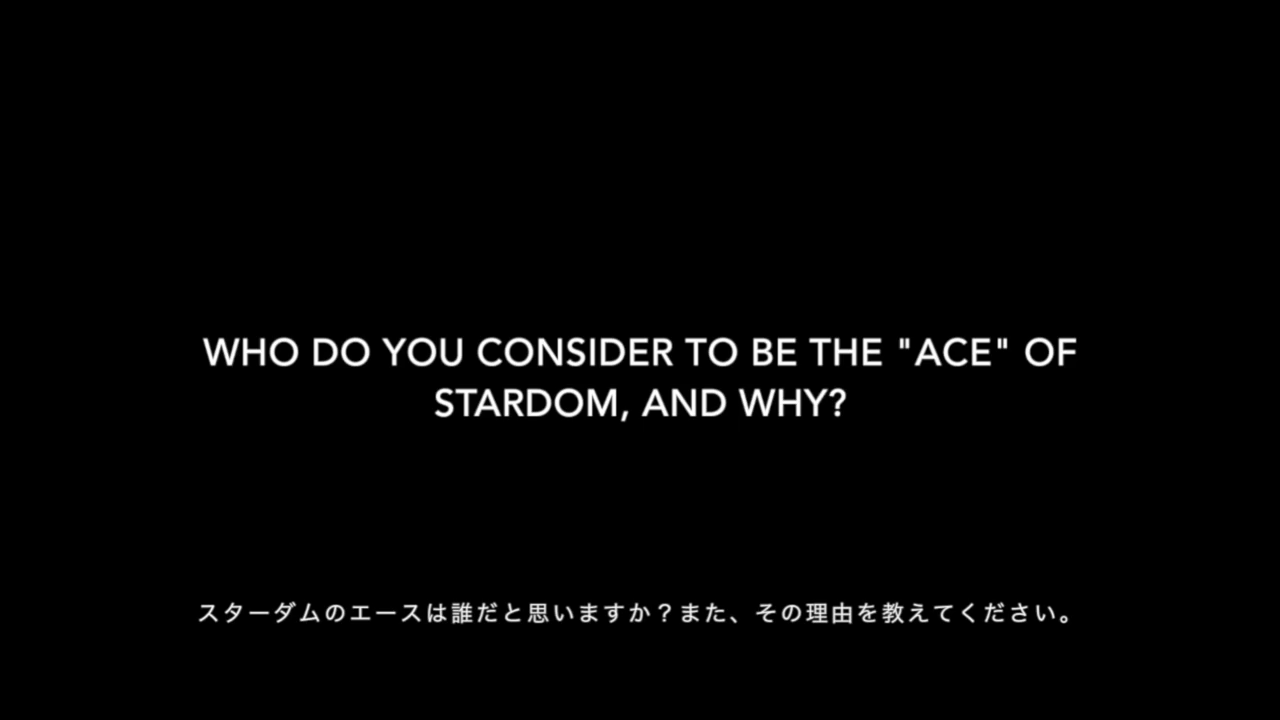 WHO DO YOU CONSIDER TO BE THE "ACE" OF
STARDOM, AND WHY?
スターダムのエースは誰だと思いますか？また、その理由を教えてください。